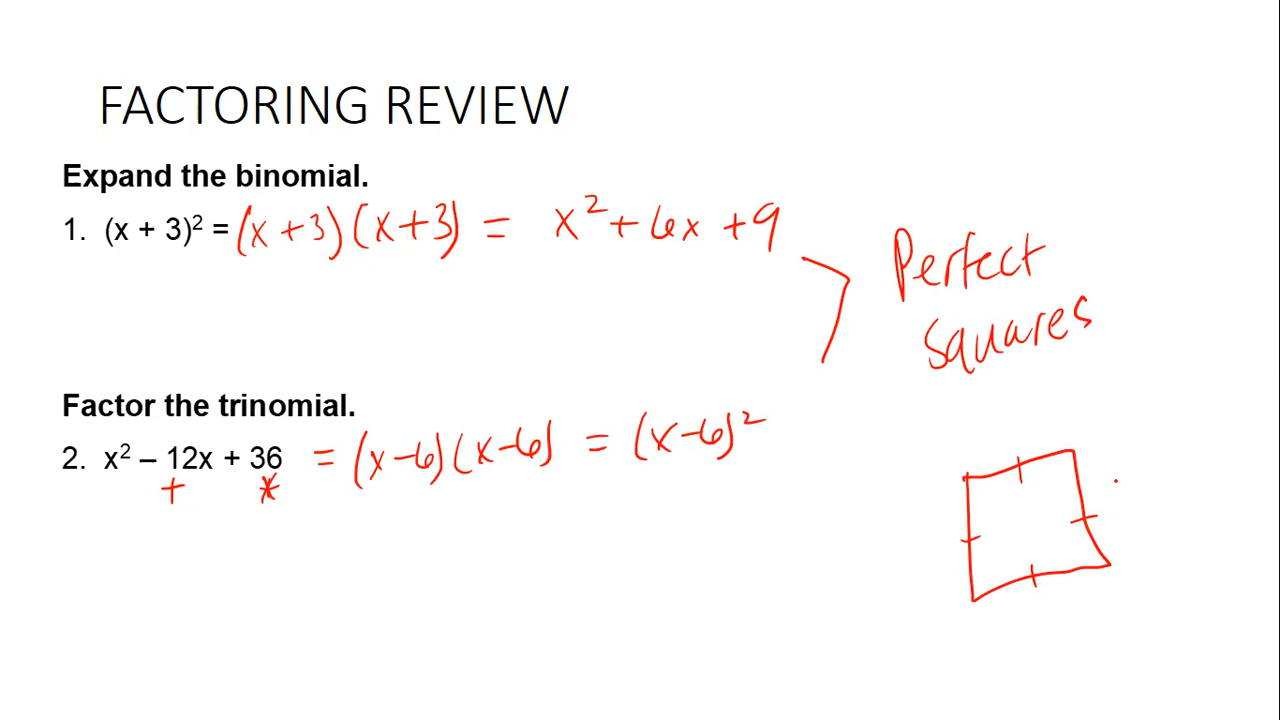 FACTORING REVIEW
Expand the binomial.
1. (x + 3)² = (x+3)(x+3) = x² + 6x + 9
Perfect
squares
Factor the trinomial.
2. x² – 12x + 36 = (x-6)(x-6) = (x-6)²
+ *